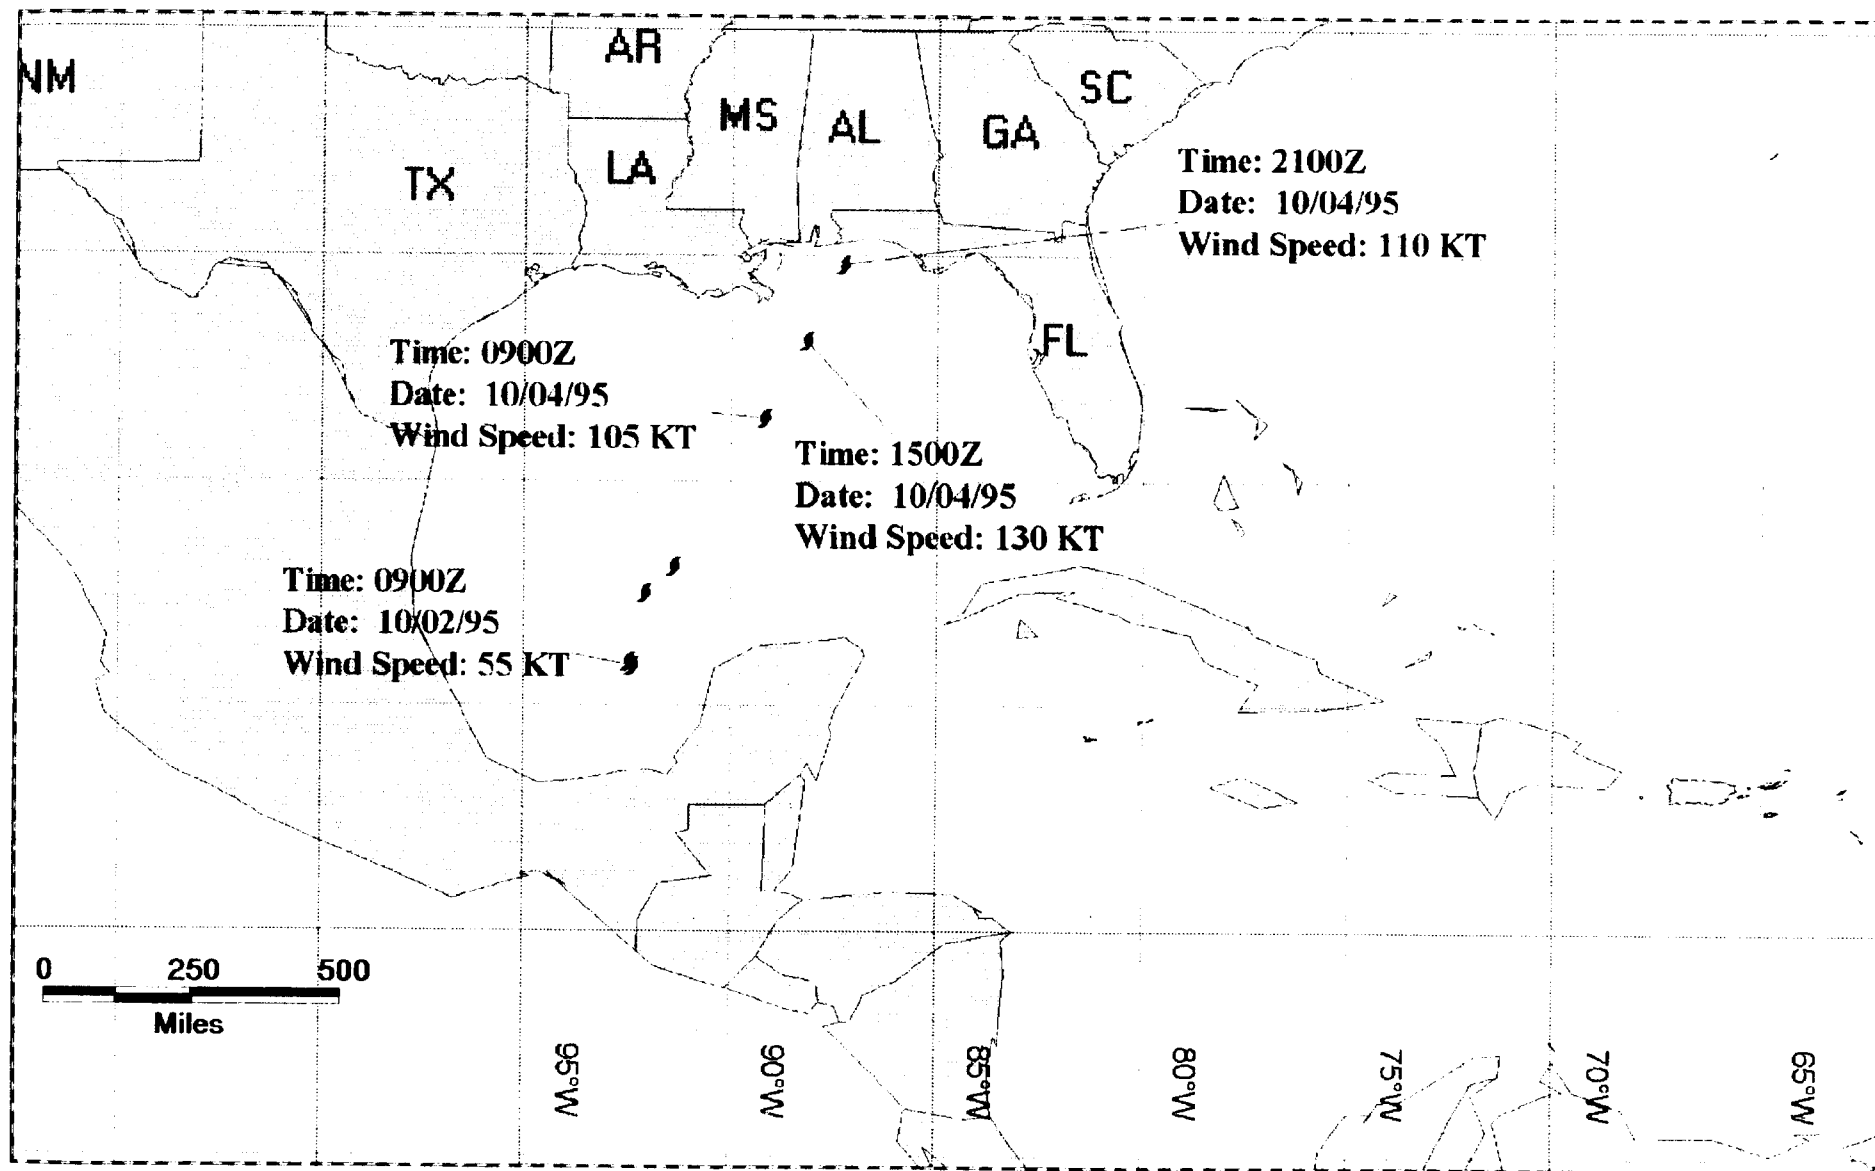 NM
AR
MS
AL
GA
SC
TX
LA
FL
Time: 2100Z
Date: 10/04/95
Wind Speed: 110 KT
Time: 0900Z
Date: 10/04/95
Wind Speed: 105 KT
Time: 1500Z
Date: 10/04/95
Wind Speed: 130 KT
Time: 0900Z
Date: 10/02/95
Wind Speed: 55 KT
0 250 500
Miles
95°W
90°W
85°W
80°W
75°W
70°W
65°W